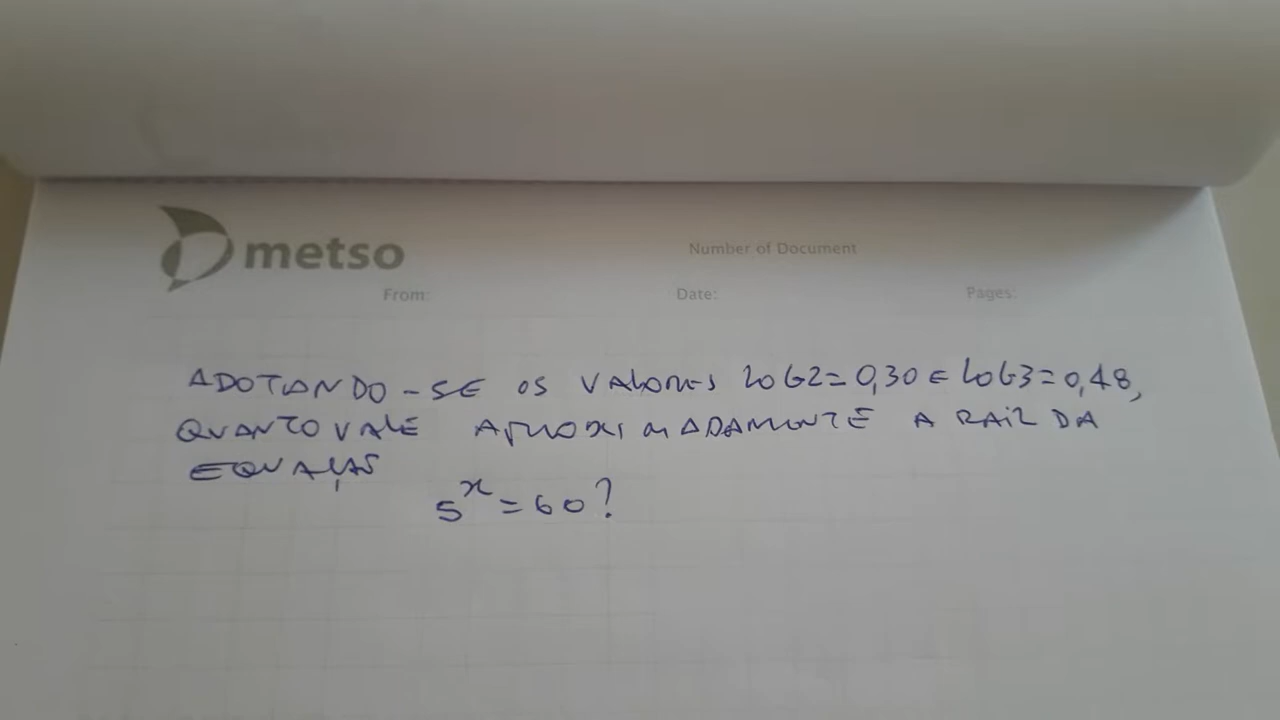 metso
Number of Document
From: Date: Pages:
ADOTANDO-SE OS VALORES LOG2=0,30 E LOG3=0,48,
QUANTO VALE APROXIMADAMENTE A RAIZ DA
EQUAÇÃO
5^x=60?